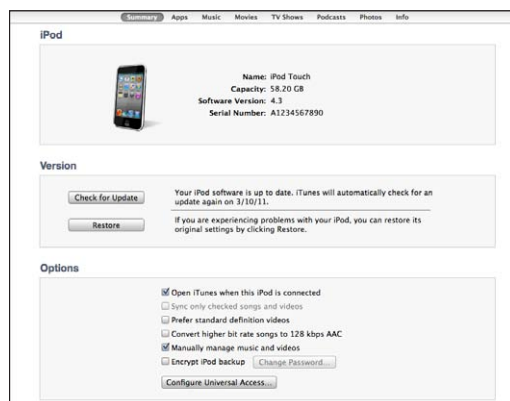 Summary Apps Music Movies TV Shows Podcasts Photos Info
iPod
Name: iPod Touch
Capacity: 58.20 GB
Software Version: 4.3
Serial Number: A1234567890
Version
Check for Update
Your iPod software is up to date. iTunes will automatically check for an
update again on 3/10/11.
Restore
If you are experiencing problems with your iPod, you can restore its
original settings by clicking Restore.
Options
Open iTunes when this iPod is connected
Sync only checked songs and videos
Prefer standard definition videos
Convert higher bit rate songs to 128 kbps AAC
Manually manage music and videos
Encrypt iPod backup Change Password...
Configure Universal Access...